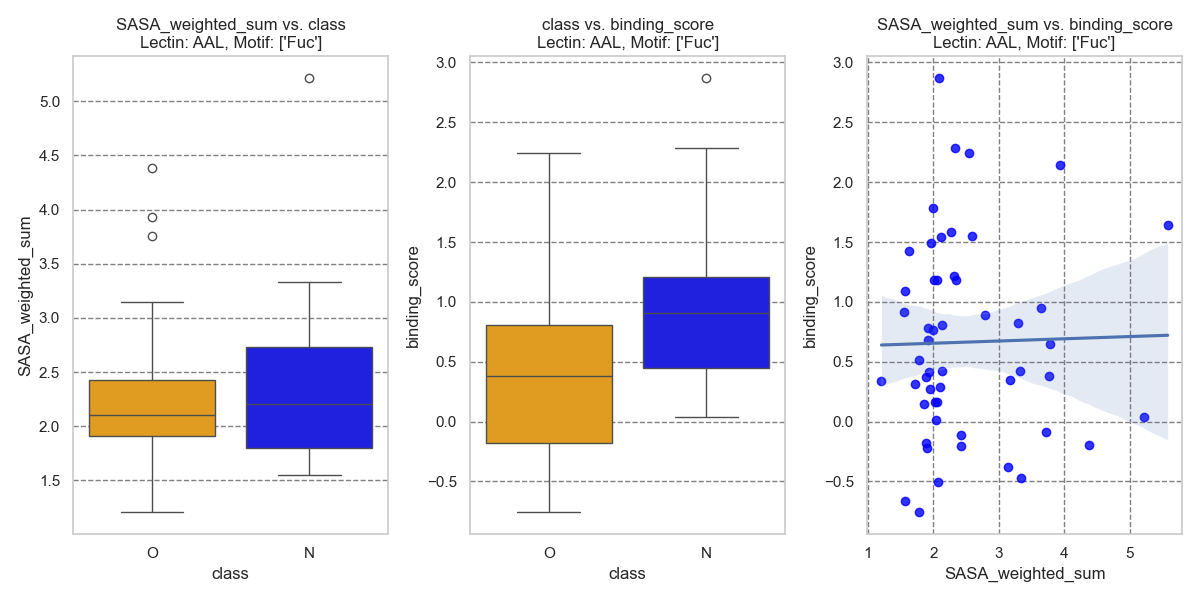 SASA_weighted_sum vs. class
Lectin: AAL, Motif: ['Fuc']
5.0
4.5
4.0
3.5
3.0
2.5
2.0
1.5
SASA_weighted_sum
O
N
class
class vs. binding_score
Lectin: AAL, Motif: ['Fuc']
3.0
2.5
2.0
1.5
1.0
0.5
0.0
−0.5
binding_score
O
N
class
SASA_weighted_sum vs. binding_score
Lectin: AAL, Motif: ['Fuc']
3.0
2.5
2.0
1.5
1.0
0.5
0.0
−0.5
binding_score
1
2
3
4
5
SASA_weighted_sum